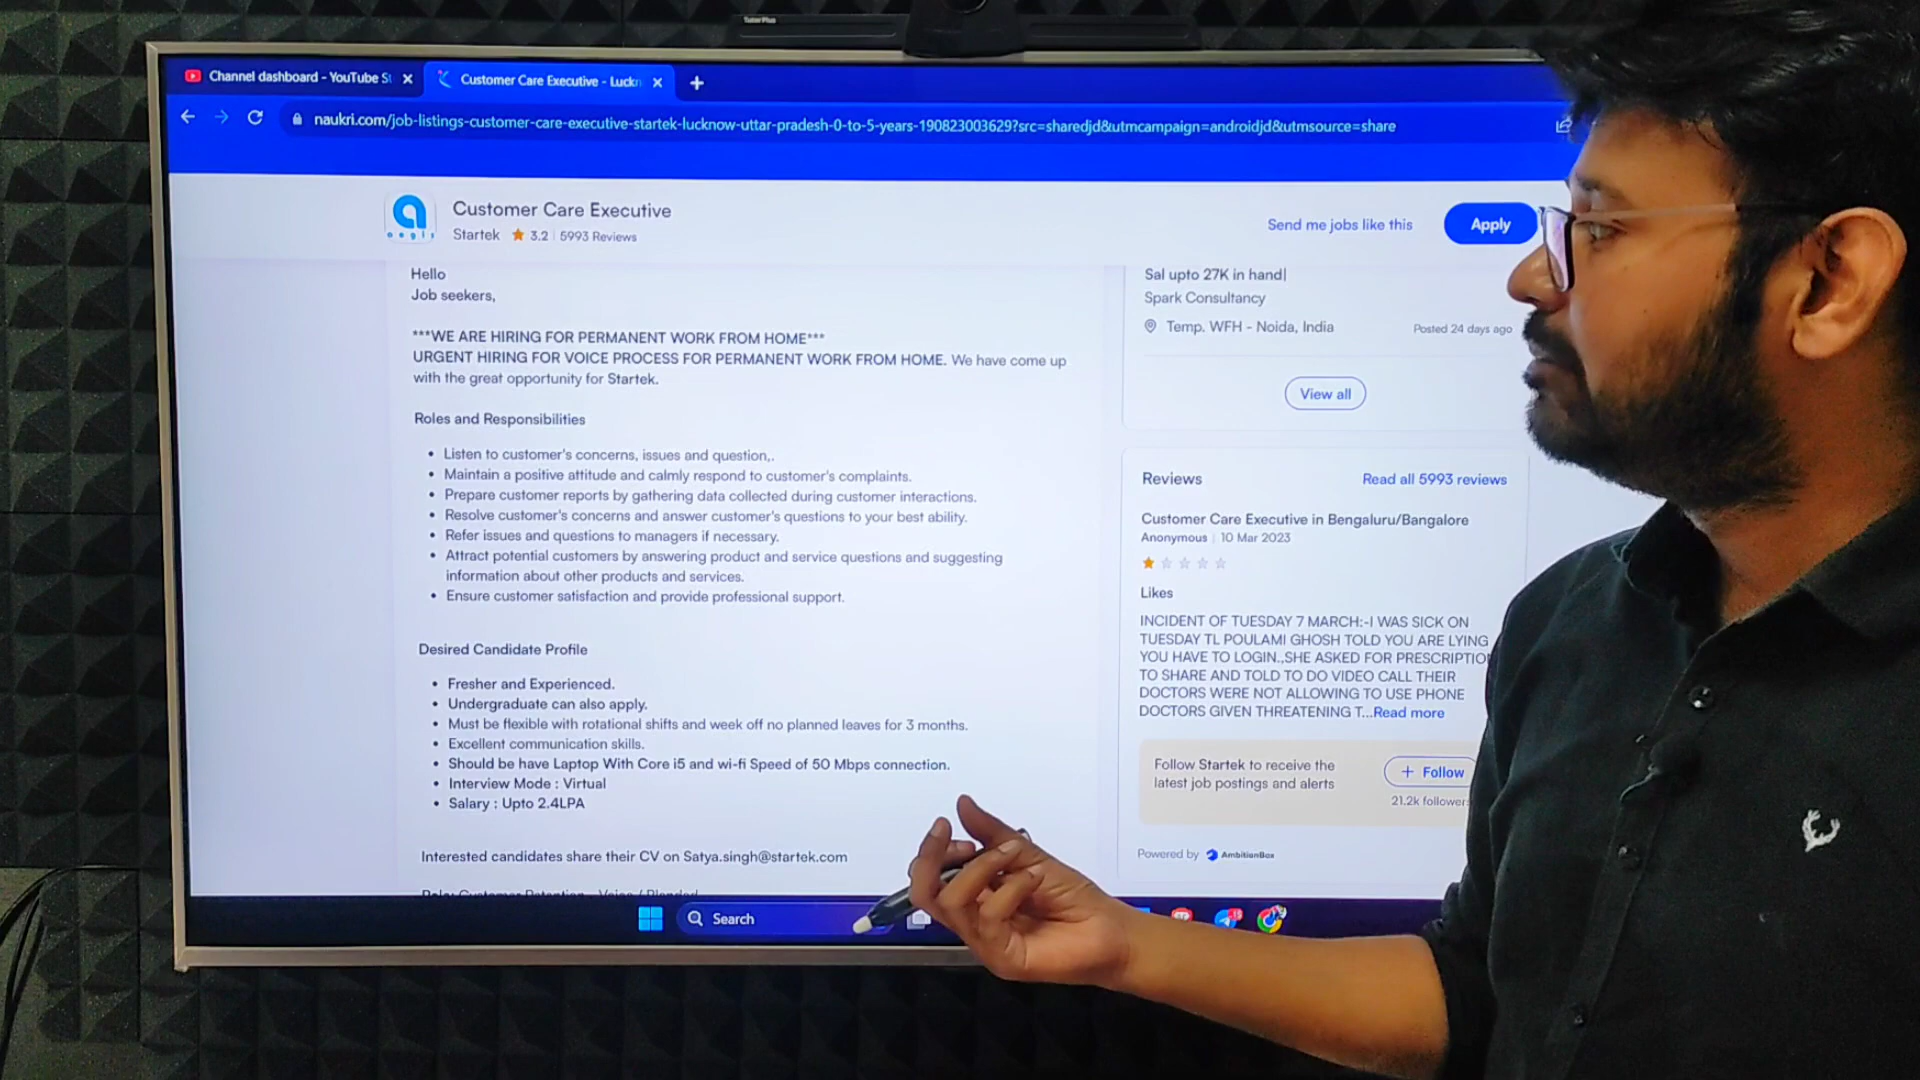 TutorPlus
Channel dashboard - YouTube St
Customer Care Executive - Luckn
naukri.com/job-listings-customer-care-executive-startek-lucknow-uttar-pradesh-0-to-5-years-190823003629?src=sharedjd&utmcampaign=androidjd&utmsource=share
Customer Care Executive
Startek 3.2 | 5993 Reviews
Send me jobs like this
Apply
Hello
Job seekers,
***WE ARE HIRING FOR PERMANENT WORK FROM HOME***
URGENT HIRING FOR VOICE PROCESS FOR PERMANENT WORK FROM HOME. We have come up
with the great opportunity for Startek.
Roles and Responsibilities
• Listen to customer's concerns, issues and question,.
• Maintain a positive attitude and calmly respond to customer's complaints.
• Prepare customer reports by gathering data collected during customer interactions.
• Resolve customer's concerns and answer customer's questions to your best ability.
• Refer issues and questions to managers if necessary.
• Attract potential customers by answering product and service questions and suggesting
information about other products and services.
• Ensure customer satisfaction and provide professional support.
Desired Candidate Profile
• Fresher and Experienced.
• Undergraduate can also apply.
• Must be flexible with rotational shifts and week off no planned leaves for 3 months.
• Excellent communication skills.
• Should be have Laptop With Core i5 and wi-fi Speed of 50 Mbps connection.
• Interview Mode : Virtual
• Salary : Upto 2.4LPA
Interested candidates share their CV on Satya.singh@startek.com
Role: Customer Retention - Voice / Blended
Sal upto 27K in hand|
Spark Consultancy
Temp. WFH - Noida, India
Posted 24 days ago
View all
Reviews
Read all 5993 reviews
Customer Care Executive in Bengaluru/Bangalore
Anonymous | 10 Mar 2023
Likes
INCIDENT OF TUESDAY 7 MARCH:-I WAS SICK ON
TUESDAY TL POULAMI GHOSH TOLD YOU ARE LYING
YOU HAVE TO LOGIN.,SHE ASKED FOR PRESCRIPTIO
TO SHARE AND TOLD TO DO VIDEO CALL THEIR
DOCTORS WERE NOT ALLOWING TO USE PHONE
DOCTORS GIVEN THREATENING T...Read more
Follow Startek to receive the
latest job postings and alerts
+ Follow
21.2k followers
Powered by AmbitionBox
Search